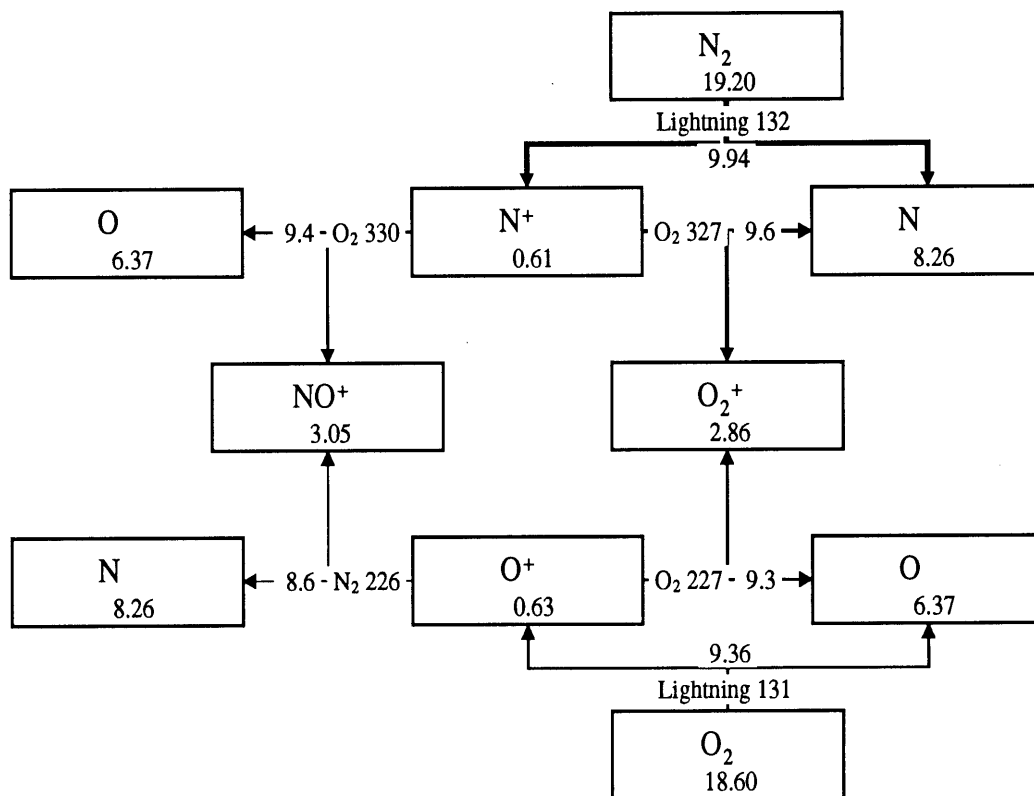 N₂
19.20
Lightning 132
9.94
O
6.37
9.4 - O₂ 330
N⁺
0.61
O₂ 327 - 9.6
N
8.26
NO⁺
3.05
O₂⁺
2.86
N
8.26
8.6 - N₂ 226
O⁺
0.63
O₂ 227 - 9.3
O
6.37
9.36
Lightning 131
O₂
18.60